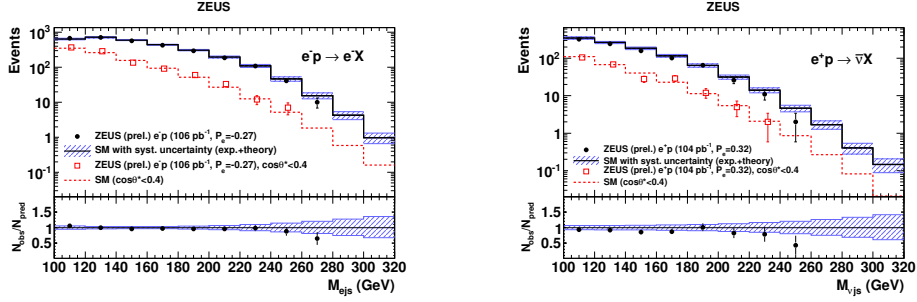 ZEUS
Events
10³
10²
10
1
10⁻¹
e⁻p → e⁻X
ZEUS (prel.) e⁻p (106 pb⁻¹, Pₑ=-0.27)
SM with syst. uncertainty (exp.+theory)
ZEUS (prel.) e⁻p (106 pb⁻¹, Pₑ=-0.27), cosθ*<0.4
SM (cosθ*<0.4)
N_obs/N_pred
1.5
1
0.5
100 120 140 160 180 200 220 240 260 280 300 320
M_ejs (GeV)
ZEUS
Events
10²
10
1
10⁻¹
e⁺p → ν̄X
ZEUS (prel.) e⁺p (104 pb⁻¹, Pₑ=0.32)
SM with syst. uncertainty (exp.+theory)
ZEUS (prel.) e⁺p (104 pb⁻¹, Pₑ=0.32), cosθ*<0.4
SM (cosθ*<0.4)
N_obs/N_pred
1.5
1
0.5
100 120 140 160 180 200 220 240 260 280 300 320
M_νjs (GeV)